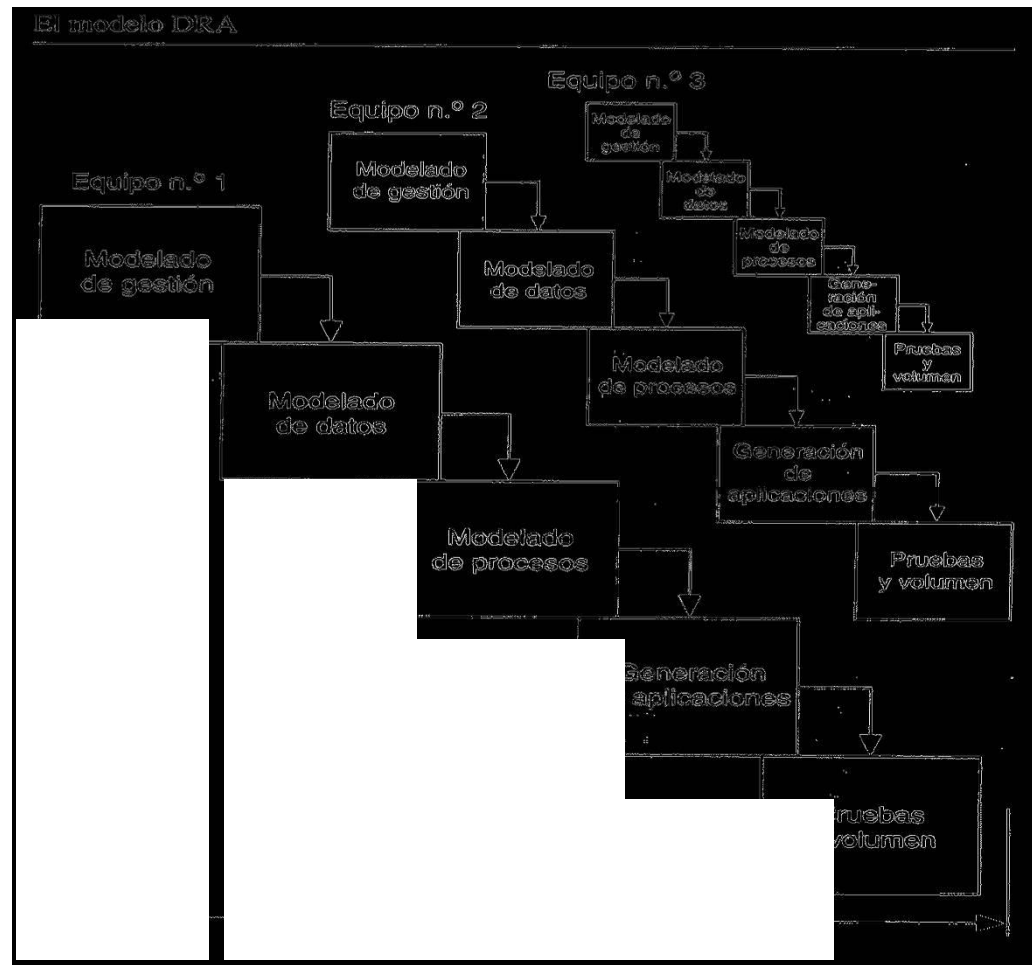 El modelo DRA
Equipo n.º 3
Modelado
de
gestión
Modelado
de
datos
Modelado
de
procesos
Gene-
ración
de apli-
caciones
Pruebas
y
volumen
Equipo n.º 2
Modelado
de gestión
Modelado
de datos
Modelado
de procesos
Generación
de
aplicaciones
Pruebas
y volumen
Equipo n.º 1
Modelado
de gestión
Modelado
de datos
Modelado
de procesos
Generación
aplicaciones
ruebas
volumen